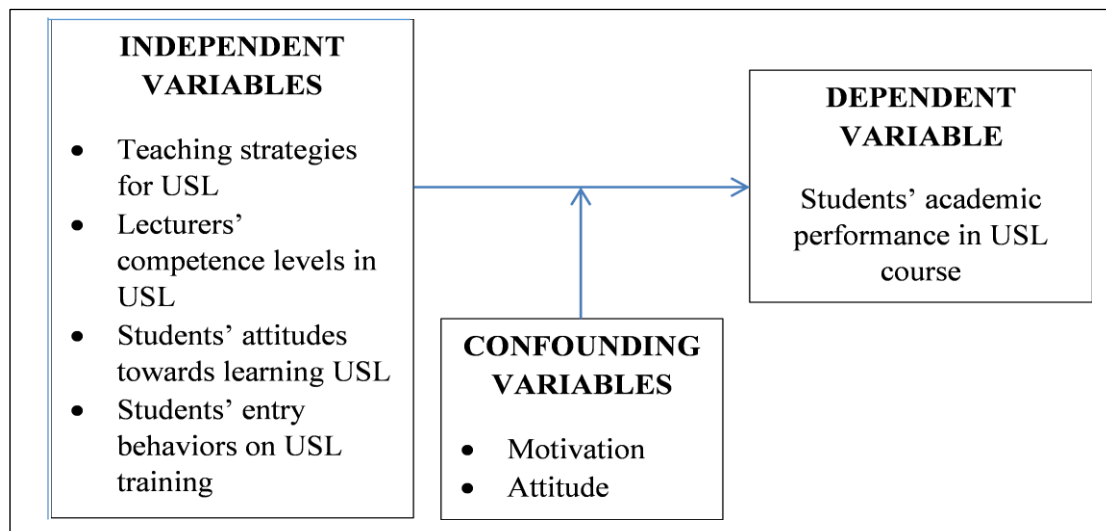 INDEPENDENT
VARIABLES
• Teaching strategies
for USL
• Lecturers’
competence levels in
USL
• Students’ attitudes
towards learning USL
• Students’ entry
behaviors on USL
training
DEPENDENT
VARIABLE
Students’ academic
performance in USL
course
CONFOUNDING
VARIABLES
• Motivation
• Attitude